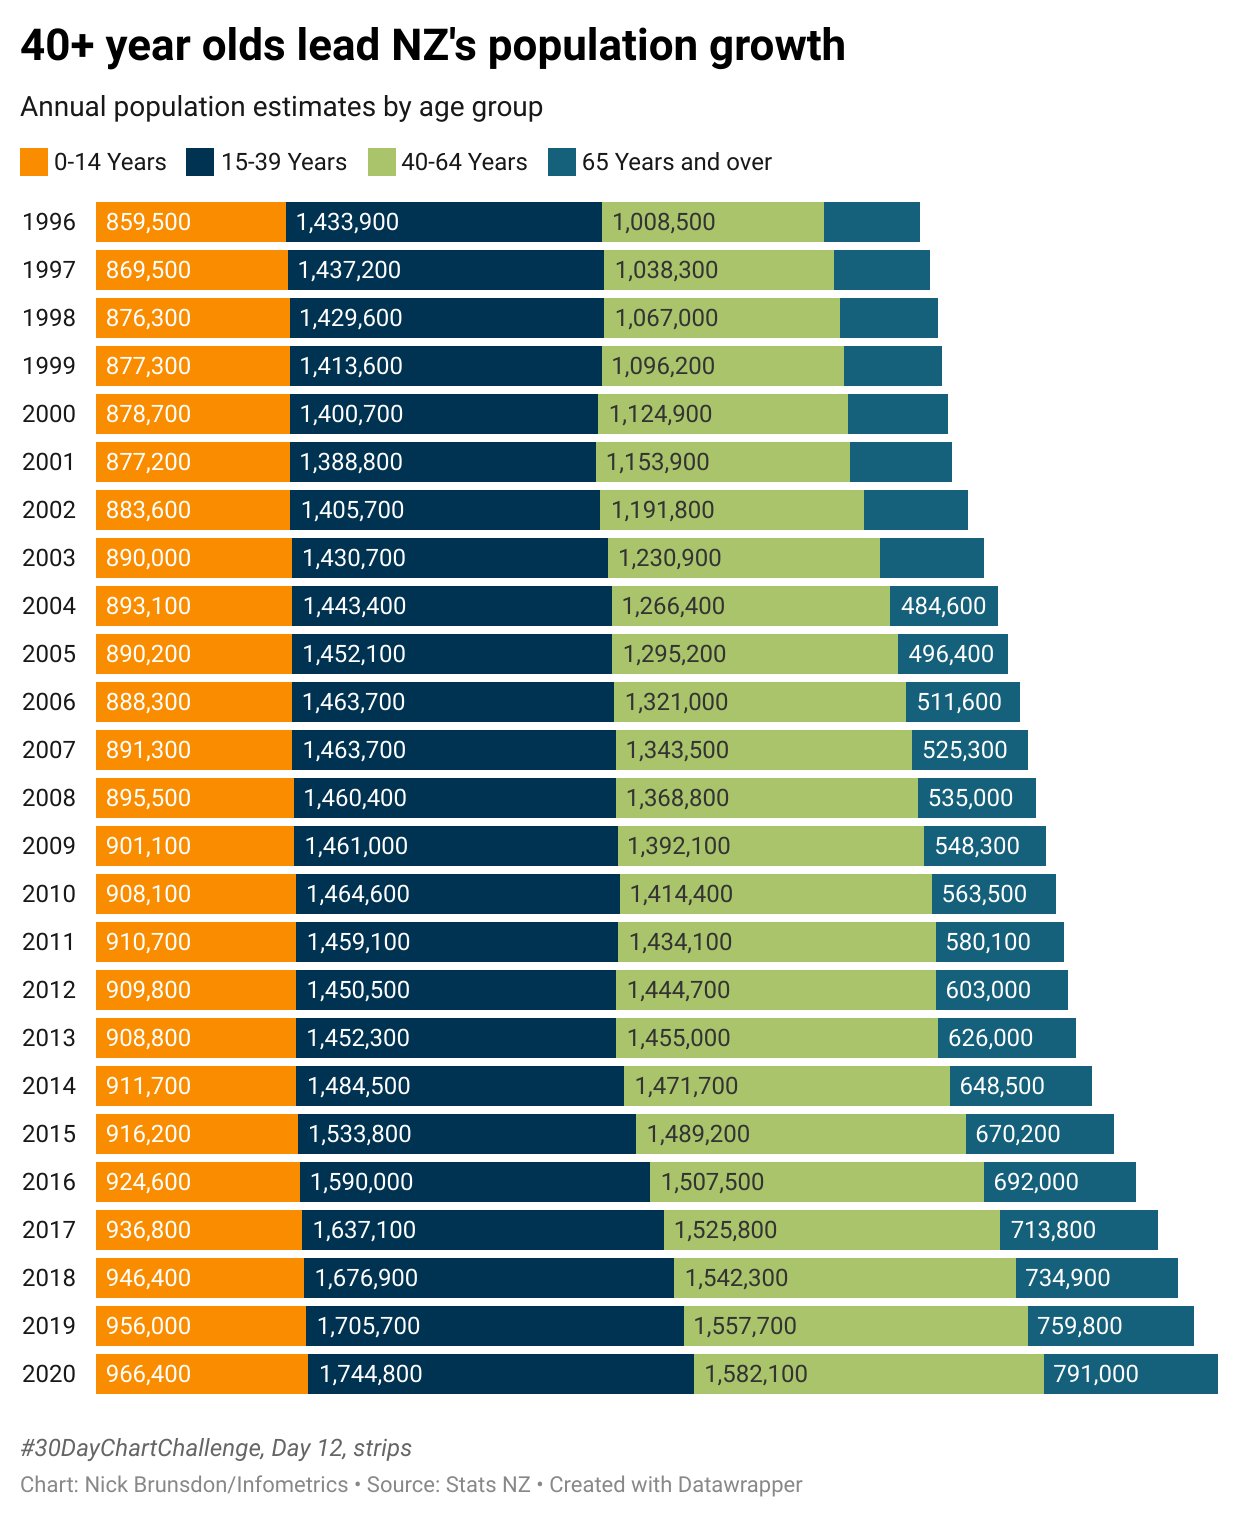 40+ year olds lead NZ's population growth
Annual population estimates by age group
0-14 Years 15-39 Years 40-64 Years 65 Years and over
1996 859,500 1,433,900 1,008,500
1997 869,500 1,437,200 1,038,300
1998 876,300 1,429,600 1,067,000
1999 877,300 1,413,600 1,096,200
2000 878,700 1,400,700 1,124,900
2001 877,200 1,388,800 1,153,900
2002 883,600 1,405,700 1,191,800
2003 890,000 1,430,700 1,230,900
2004 893,100 1,443,400 1,266,400 484,600
2005 890,200 1,452,100 1,295,200 496,400
2006 888,300 1,463,700 1,321,000 511,600
2007 891,300 1,463,700 1,343,500 525,300
2008 895,500 1,460,400 1,368,800 535,000
2009 901,100 1,461,000 1,392,100 548,300
2010 908,100 1,464,600 1,414,400 563,500
2011 910,700 1,459,100 1,434,100 580,100
2012 909,800 1,450,500 1,444,700 603,000
2013 908,800 1,452,300 1,455,000 626,000
2014 911,700 1,484,500 1,471,700 648,500
2015 916,200 1,533,800 1,489,200 670,200
2016 924,600 1,590,000 1,507,500 692,000
2017 936,800 1,637,100 1,525,800 713,800
2018 946,400 1,676,900 1,542,300 734,900
2019 956,000 1,705,700 1,557,700 759,800
2020 966,400 1,744,800 1,582,100 791,000
#30DayChartChallenge, Day 12, strips
Chart: Nick Brunsdon/Infometrics • Source: Stats NZ • Created with Datawrapper